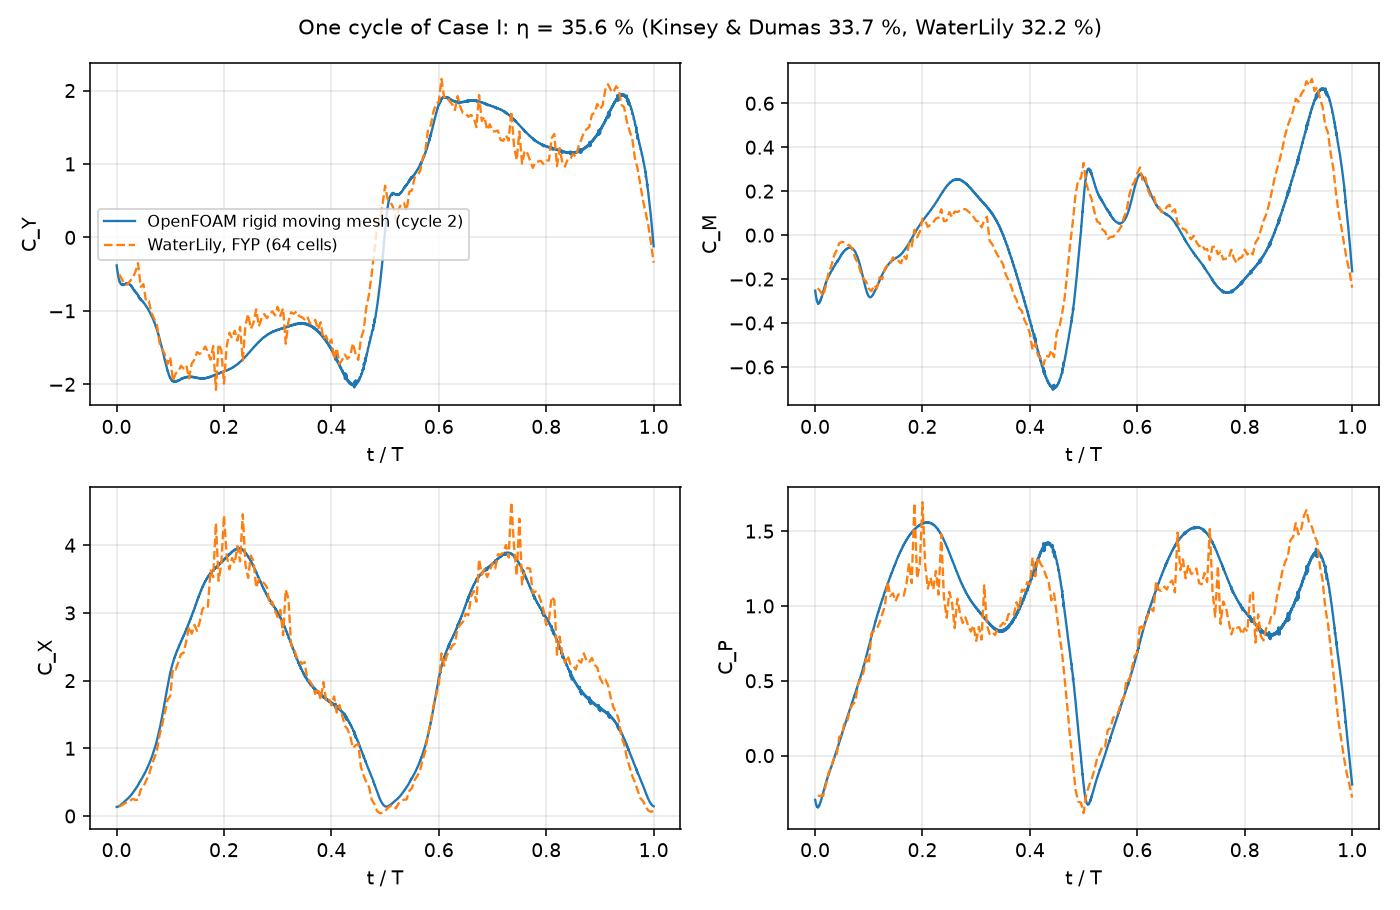 One cycle of Case I: η = 35.6 % (Kinsey & Dumas 33.7 %, WaterLily 32.2 %)
C_Y
2
1
0
−1
−2
OpenFOAM rigid moving mesh (cycle 2)
WaterLily, FYP (64 cells)
0.0 0.2 0.4 0.6 0.8 1.0
t / T
C_M
0.6
0.4
0.2
0.0
−0.2
−0.4
−0.6
0.0 0.2 0.4 0.6 0.8 1.0
t / T
C_X
4
3
2
1
0
0.0 0.2 0.4 0.6 0.8 1.0
t / T
C_P
1.5
1.0
0.5
0.0
0.0 0.2 0.4 0.6 0.8 1.0
t / T